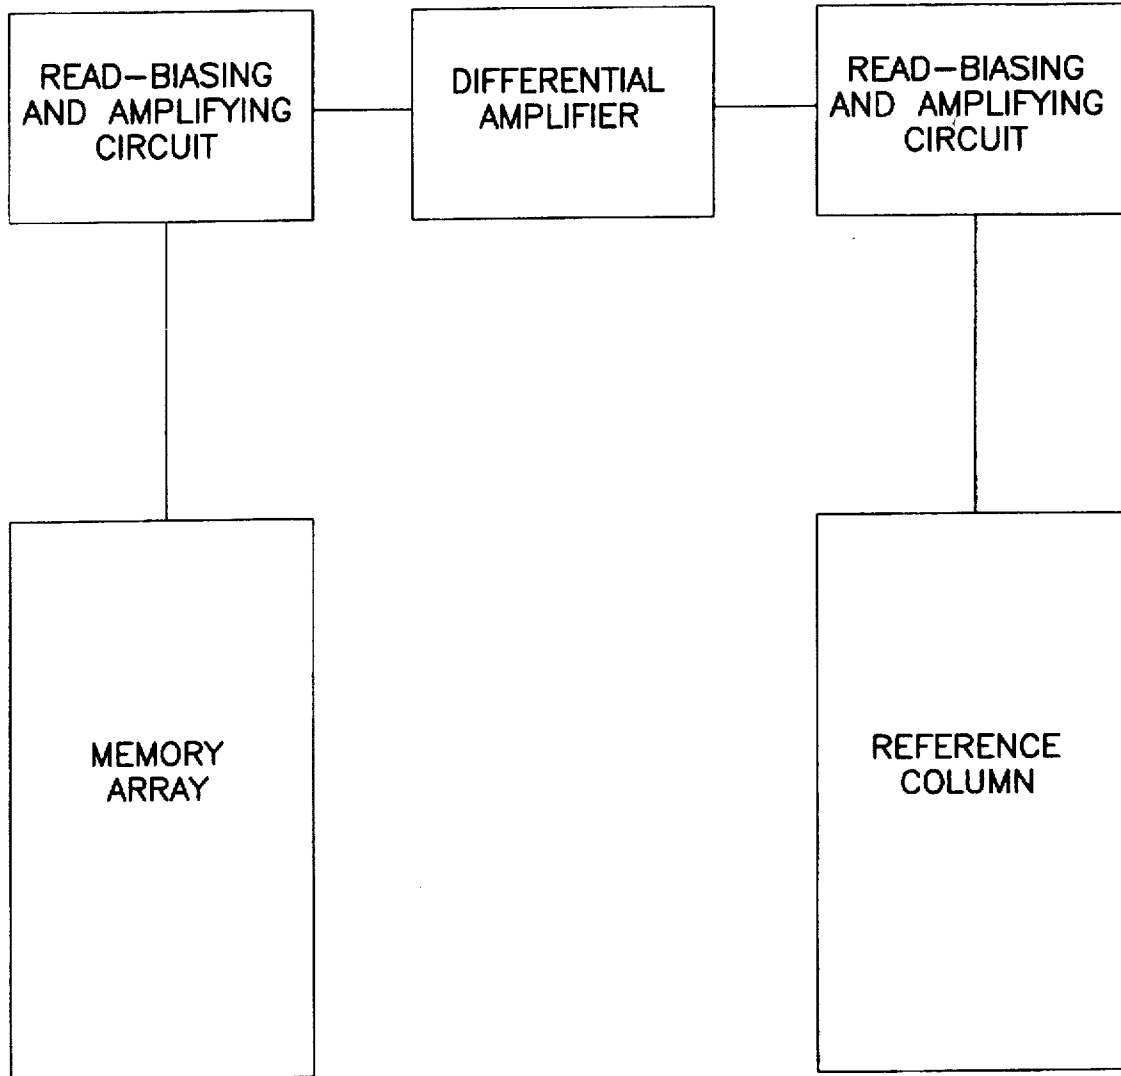 READ-BIASING
AND AMPLIFYING
CIRCUIT
DIFFERENTIAL
AMPLIFIER
READ-BIASING
AND AMPLIFYING
CIRCUIT
MEMORY
ARRAY
REFERENCE
COLUMN